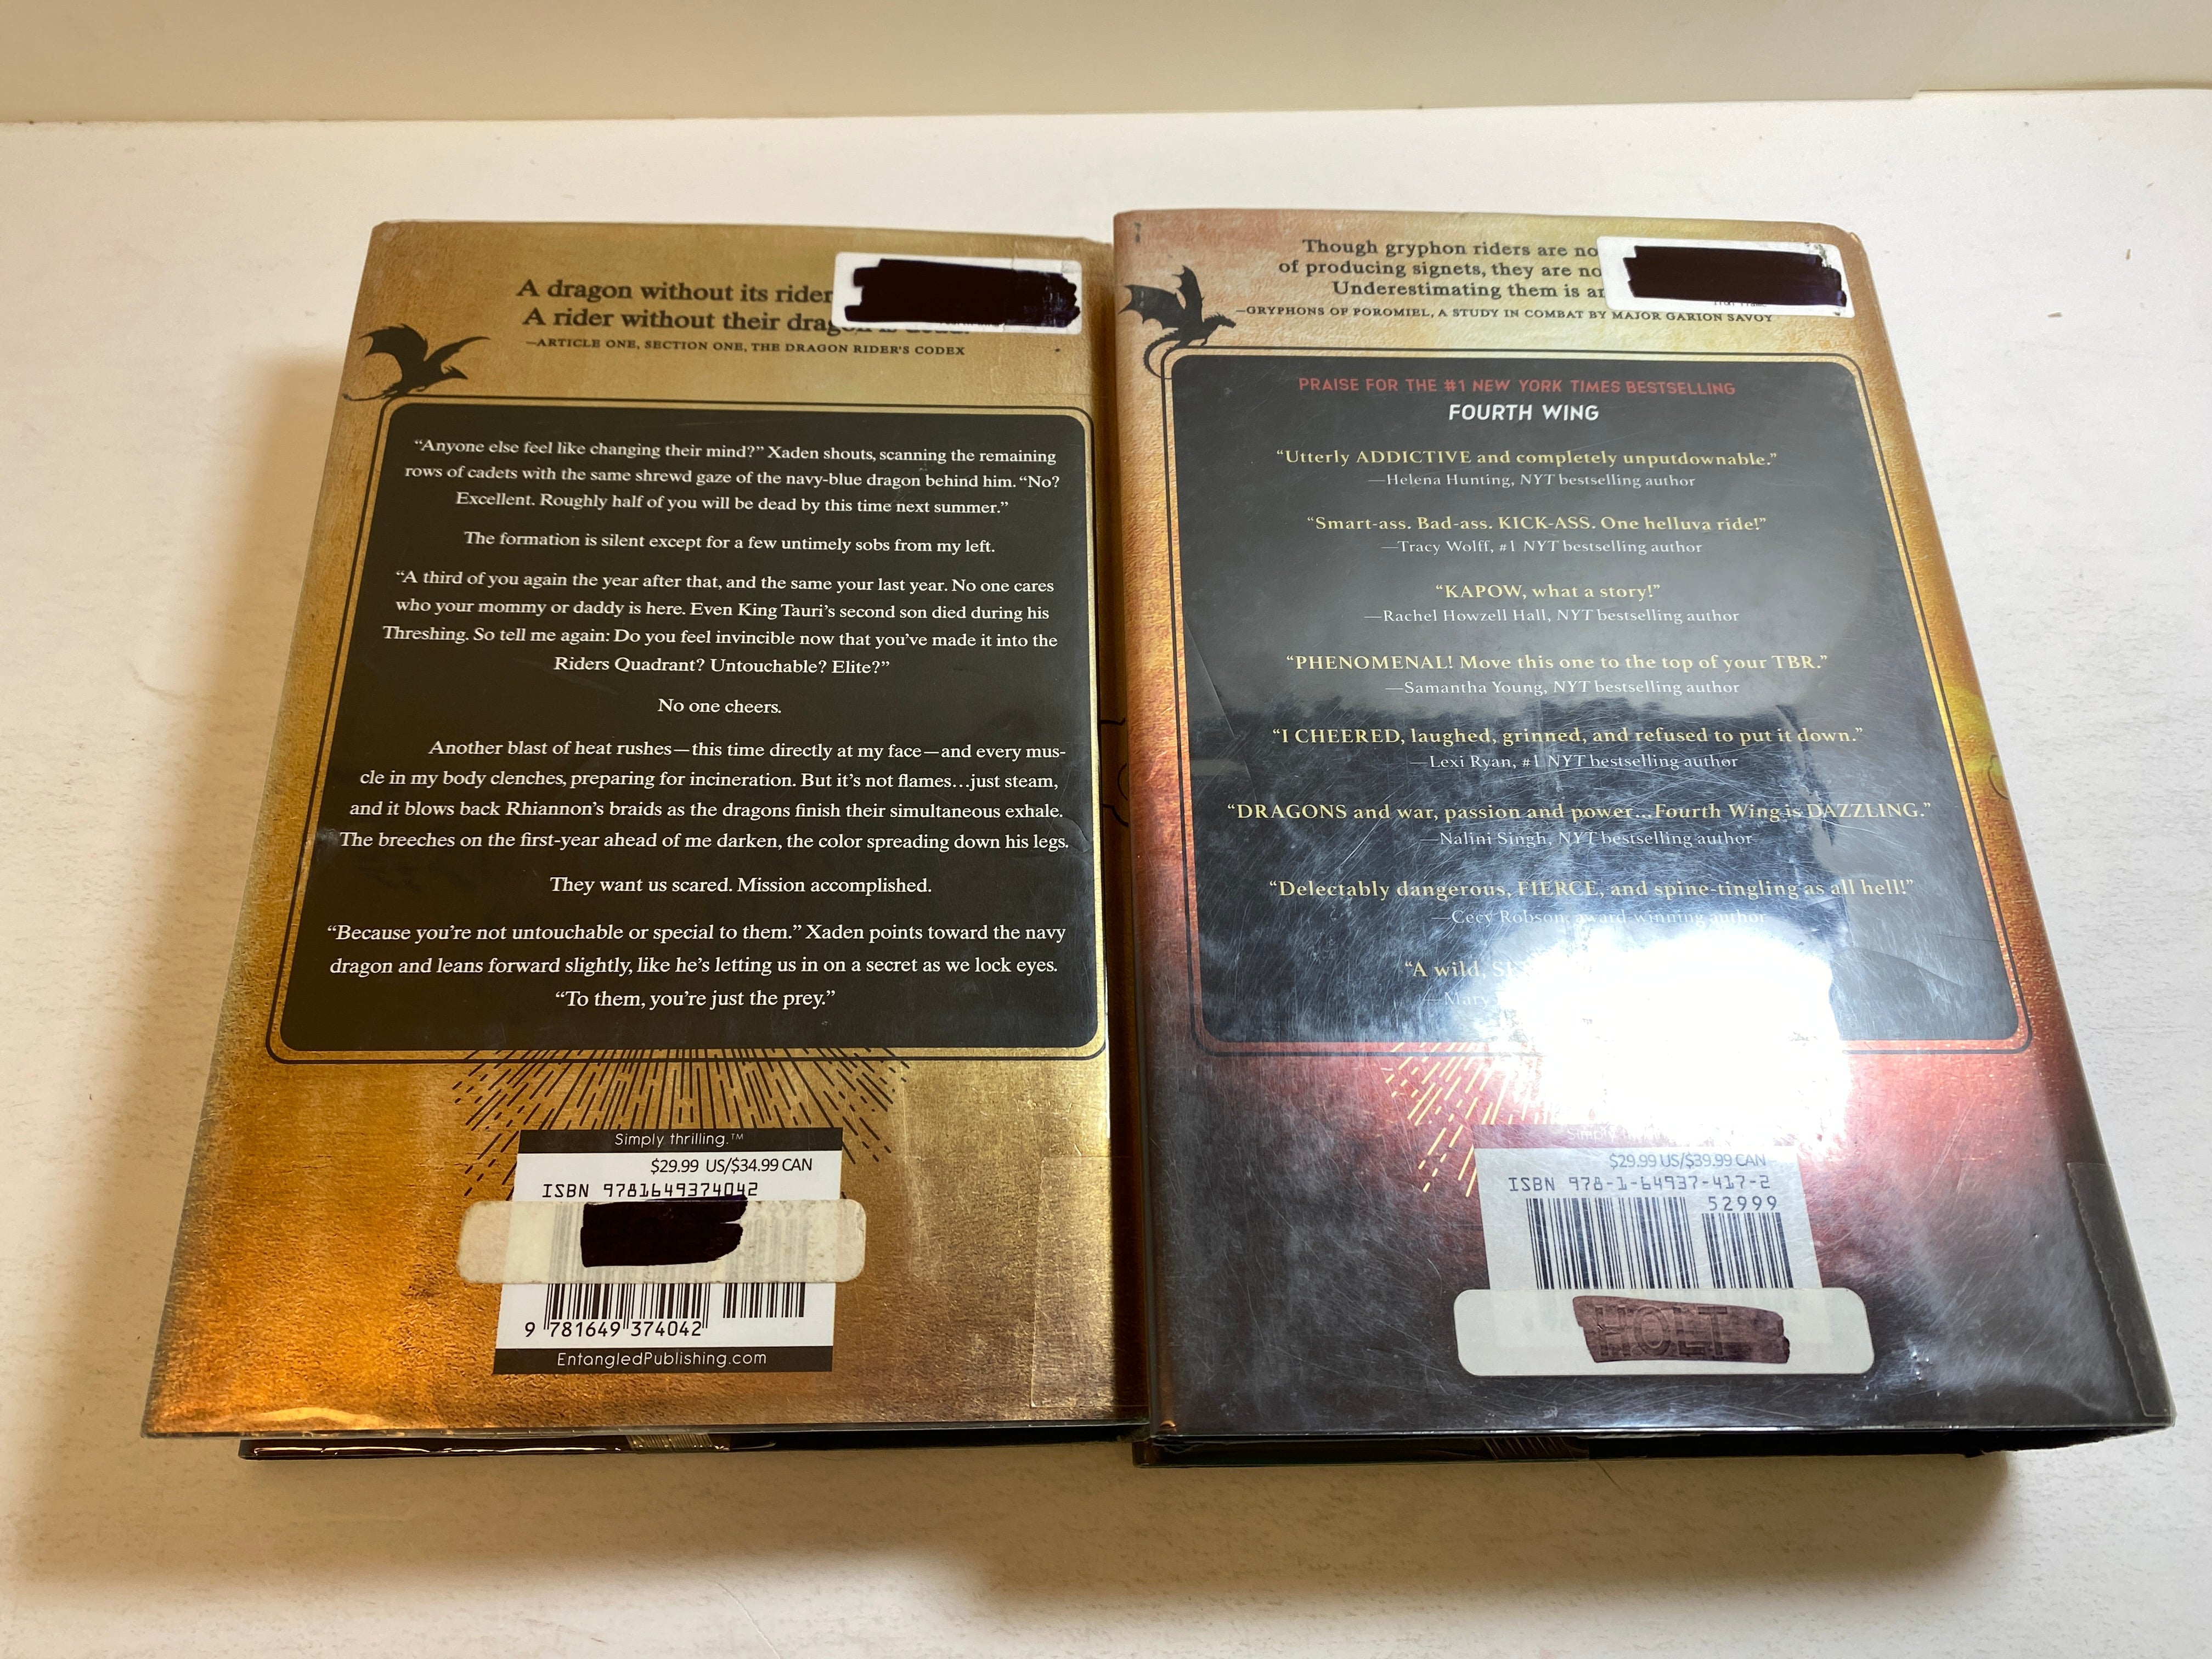 A dragon without its rider
A rider without their dragon is
—ARTICLE ONE, SECTION ONE, THE DRAGON RIDER'S CODEX
“Anyone else feel like changing their mind?” Xaden shouts, scanning the remaining
rows of cadets with the same shrewd gaze of the navy-blue dragon behind him. “No?
Excellent. Roughly half of you will be dead by this time next summer.”
The formation is silent except for a few untimely sobs from my left.
“A third of you again the year after that, and the same your last year. No one cares
who your mommy or daddy is here. Even King Tauri’s second son died during his
Threshing. So tell me again: Do you feel invincible now that you’ve made it into the
Riders Quadrant? Untouchable? Elite?”
No one cheers.
Another blast of heat rushes—this time directly at my face—and every mus-
cle in my body clenches, preparing for incineration. But it’s not flames…just steam,
and it blows back Rhiannon’s braids as the dragons finish their simultaneous exhale.
The breeches on the first-year ahead of me darken, the color spreading down his legs.
They want us scared. Mission accomplished.
“Because you’re not untouchable or special to them.” Xaden points toward the navy
dragon and leans forward slightly, like he’s letting us in on a secret as we lock eyes.
“To them, you’re just the prey.”
Simply thrilling.™
$29.99 US/$34.99 CAN
ISBN 9781649374042
9 781649 374042
EntangledPublishing.com
Though gryphon riders are
of producing signets, they are
Underestimating them is
—GRYPHONS OF POROMIEL, A STUDY IN COMBAT BY MAJOR GARION SAVOY
PRAISE FOR THE #1 NEW YORK TIMES BESTSELLING
FOURTH WING
“Utterly ADDICTIVE and completely unputdownable.”
—Helena Hunting, NYT bestselling author
“Smart-ass. Bad-ass. KICK-ASS. One helluva ride!”
—Tracy Wolff, #1 NYT bestselling author
“KAPOW, what a story!”
—Rachel Howzell Hall, NYT bestselling author
“PHENOMENAL! Move this one to the top of your TBR.”
—Samantha Young, NYT bestselling author
“I CHEERED, laughed, grinned, and refused to put it down.”
—Lexi Ryan, #1 NYT bestselling author
“DRAGONS and war, passion and power…Fourth Wing is DAZZLING.”
—Nalini Singh, NYT bestselling author
“Delectably dangerous, FIERCE, and spine-tingling as all hell!”
—Cecy Robson, award-winning author
“A wild,
—Mary
Simply
$29.99 US/$39.99 CAN
ISBN 978-1-64937-417-2
52999
HOLT